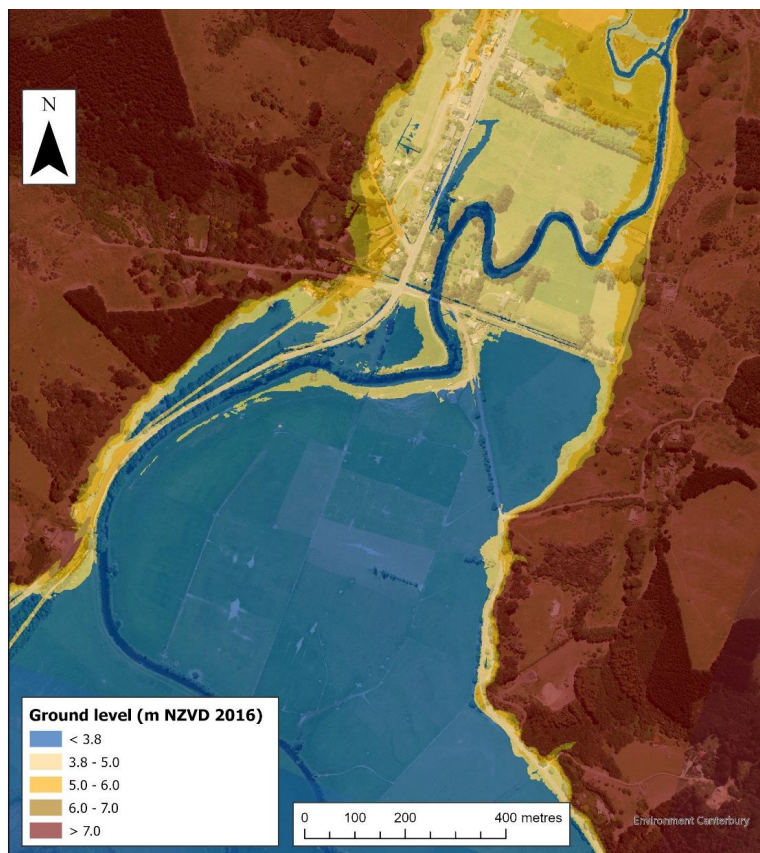 N
Ground level (m NZVD 2016)
< 3.8
3.8 - 5.0
5.0 - 6.0
6.0 - 7.0
> 7.0
0 100 200 400 metres
Environment Canterbury